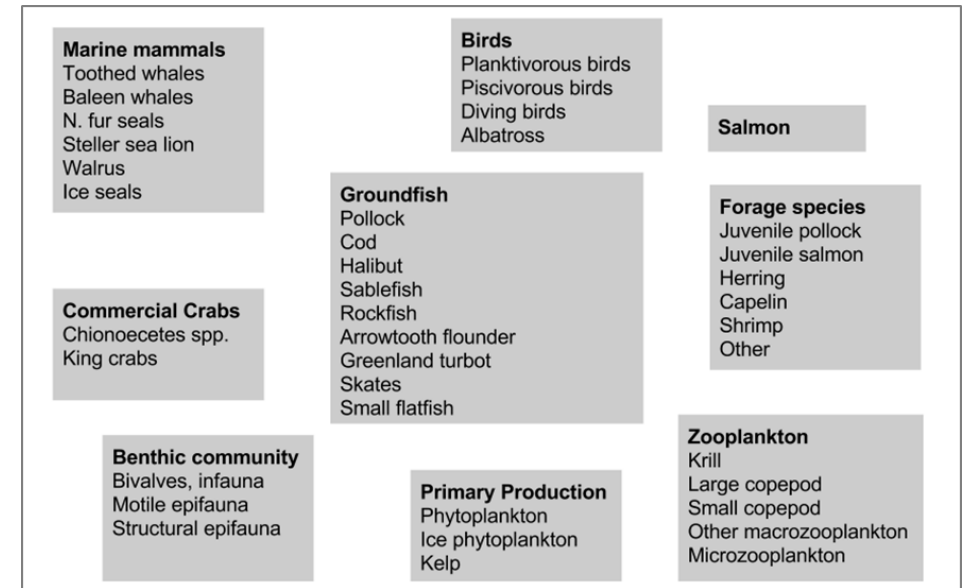 Marine mammals
Toothed whales
Baleen whales
N. fur seals
Steller sea lion
Walrus
Ice seals
Birds
Planktivorous birds
Piscivorous birds
Diving birds
Albatross
Salmon
Groundfish
Pollock
Cod
Halibut
Sablefish
Rockfish
Arrowtooth flounder
Greenland turbot
Skates
Small flatfish
Forage species
Juvenile pollock
Juvenile salmon
Herring
Capelin
Shrimp
Other
Commercial Crabs
Chionoecetes spp.
King crabs
Benthic community
Bivalves, infauna
Motile epifauna
Structural epifauna
Primary Production
Phytoplankton
Ice phytoplankton
Kelp
Zooplankton
Krill
Large copepod
Small copepod
Other macrozooplankton
Microzooplankton